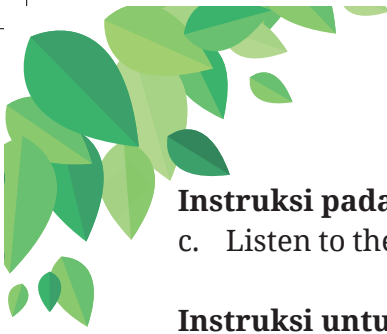 Instruksi pada
c. Listen to the
Instruksi untu